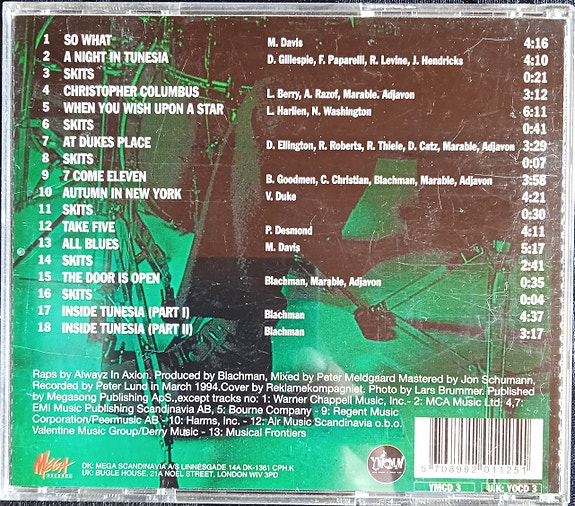 1 SO WHAT M. Davis 4:16
2 A NIGHT IN TUNESIA D. Gillespie, F. Paparelli, R. Levine, J. Hendricks 4:10
3 SKITS 0:21
4 CHRISTOPHER COLUMBUS L. Berry, A. Razof, Marable. Adjavon 3:12
5 WHEN YOU WISH UPON A STAR L. Harlien, N. Washington 6:11
6 SKITS 0:41
7 AT DUKES PLACE D. Ellington, R. Roberts, R. Thiele, D. Catz, Marable, Adjavon 3:29
8 SKITS 0:07
9 7 COME ELEVEN B. Goodmen, C. Christian, Blachman, Marable, Adjavon 3:58
10 AUTUMN IN NEW YORK V. Duke 4:21
11 SKITS 0:30
12 TAKE FIVE P. Desmond 4:11
13 ALL BLUES M. Davis 5:17
14 SKITS 2:41
15 THE DOOR IS OPEN Blachman, Marable, Adjavon 0:35
16 SKITS 0:04
17 INSIDE TUNESIA (PART I) Blachman 4:37
18 INSIDE TUNESIA (PART II) Blachman 3:17
Raps by Alwayz In Axion. Produced by Blachman, Mixed by Peter Meldgaard Mastered by Jon Schumann,
Recorded by Peter Lund in March 1994.Cover by Reklamekompagniet. Photo by Lars Brummer. Published
by Megasong Publishing ApS.,except tracks no: 1: Warner Chappell Music, Inc.- 2: MCA Music Ltd: 4,7:
EMI Music Publishing Scandinavia AB, 5: Bourne Company - 9: Regent Music
Corporation/Peermusic AB - 10: Harms, Inc. - 12: Air Music Scandinavia o.b.o.
Valentine Music Group/Derry Music - 13: Musical Frontiers
MEGA
RECORDS
DK: MEGA SCANDINAVIA A/S LINNÉSGADE 14A DK-1361 CPH.K
UK: BUGLE HOUSE. 21A NOEL STREET, LONDON WIV 3PD
5 708992 011251
YMCD 3 UK: YOCD 3